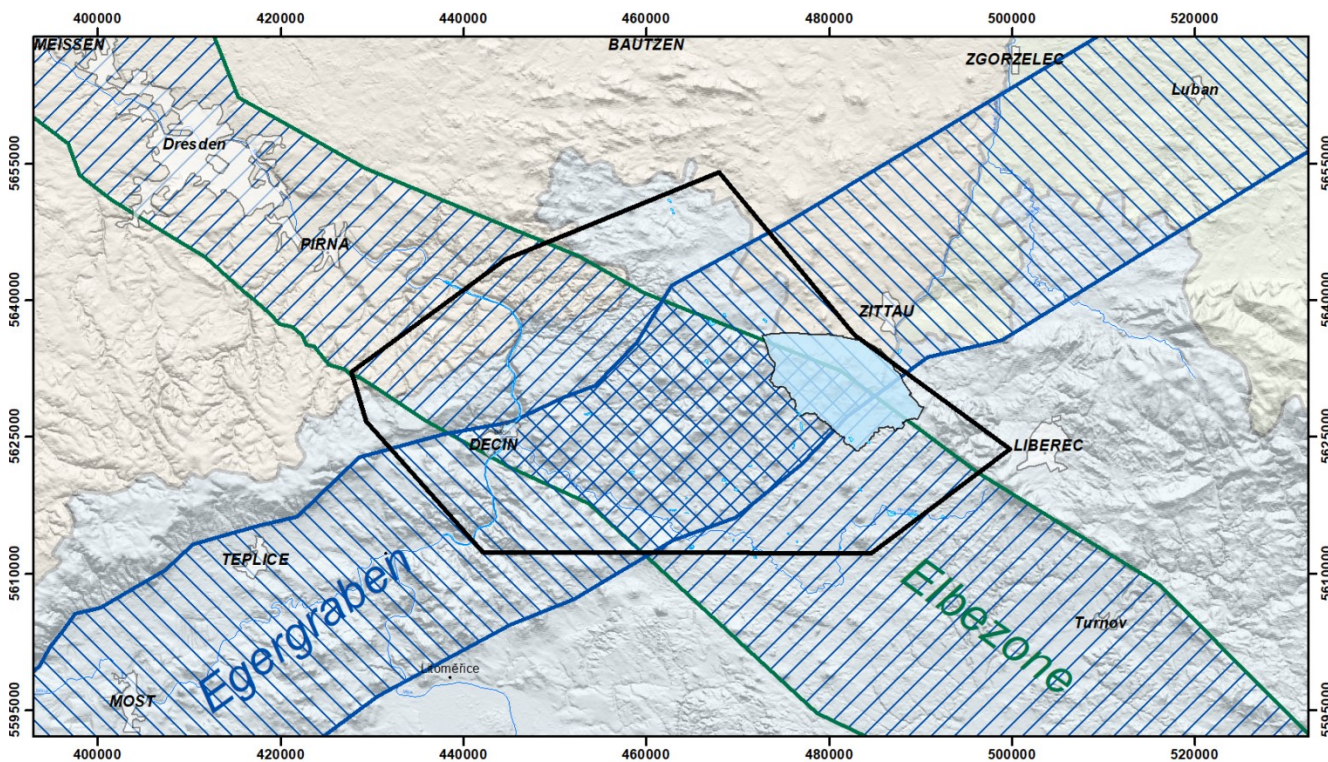 400000 420000 440000 460000 480000 500000 520000
MEISSEN BAUTZEN ZGORZELEC
Luban
Dresden
5655000 5655000
PIRNA
5640000 5640000
ZITTAU
5625000 5625000
DECIN LIBEREC
TEPLICE
5610000 5610000
Egergraben
Elbezone
Turnov
Litoměřice
MOST
5595000 5595000
400000 420000 440000 460000 480000 500000 520000